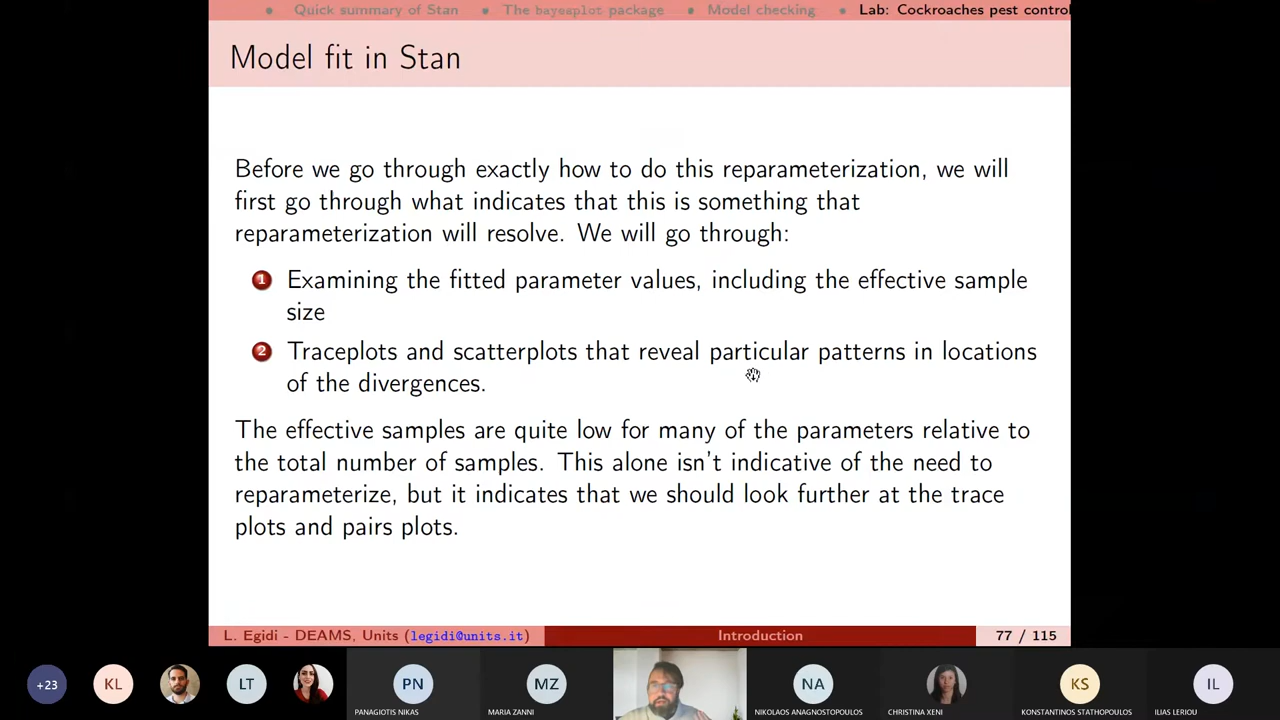 Quick summary of Stan
The bayesplot package
Model checking
Lab: Cockroaches pest control
Model fit in Stan
Before we go through exactly how to do this reparameterization, we will
first go through what indicates that this is something that
reparameterization will resolve. We will go through:
1 Examining the fitted parameter values, including the effective sample
size
2 Traceplots and scatterplots that reveal particular patterns in locations
of the divergences.
The effective samples are quite low for many of the parameters relative to
the total number of samples. This alone isn't indicative of the need to
reparameterize, but it indicates that we should look further at the trace
plots and pairs plots.
L. Egidi - DEAMS, Units (legidi@units.it)
Introduction
77 / 115
+23
KL
LT
PN
MZ
NA
KS
IL
PANAGIOTIS NIKAS
MARIA ZANNI
NIKOLAOS ANAGNOSTOPOULOS
CHRISTINA XENI
KONSTANTINOS STATHOPOULOS
ILIAS LERIOU